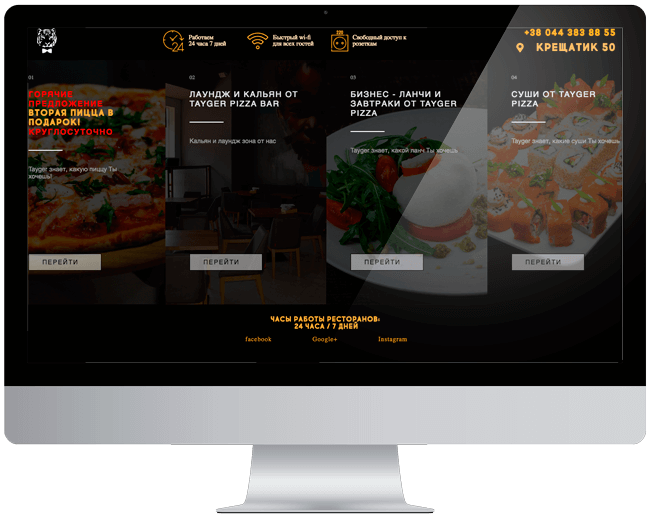 Работаем
24 часа 7 дней
24
Быстрый wi-fi
для всех гостей
220
Свободный доступ к
розеткам
+38 044 383 88 55
КРЕЩАТИК 50
01
ГОРЯЧИЕ
ПРЕДЛОЖЕНИЕ
ВТОРАЯ ПИЦЦА В
ПОДАРОК!
КРУГЛОСУТОЧНО
Tayger знает, какую пиццу Ты
хочешь!
ПЕРЕЙТИ
02
ЛАУНДЖ И КАЛЬЯН ОТ
TAYGER PIZZA BAR
Кальян и лаундж зона от нас
ПЕРЕЙТИ
03
БИЗНЕС - ЛАНЧИ И
ЗАВТРАКИ ОТ TAYGER
PIZZA
Tayger знает, какой ланч Ты хочешь
ПЕРЕЙТИ
04
СУШИ ОТ TAYGER
PIZZA
Tayger знает, какие суши Ты хочешь
ПЕРЕЙТИ
ЧАСЫ РАБОТЫ РЕСТОРАНОВ:
24 ЧАСА / 7 ДНЕЙ
facebook
Google+
Instagram